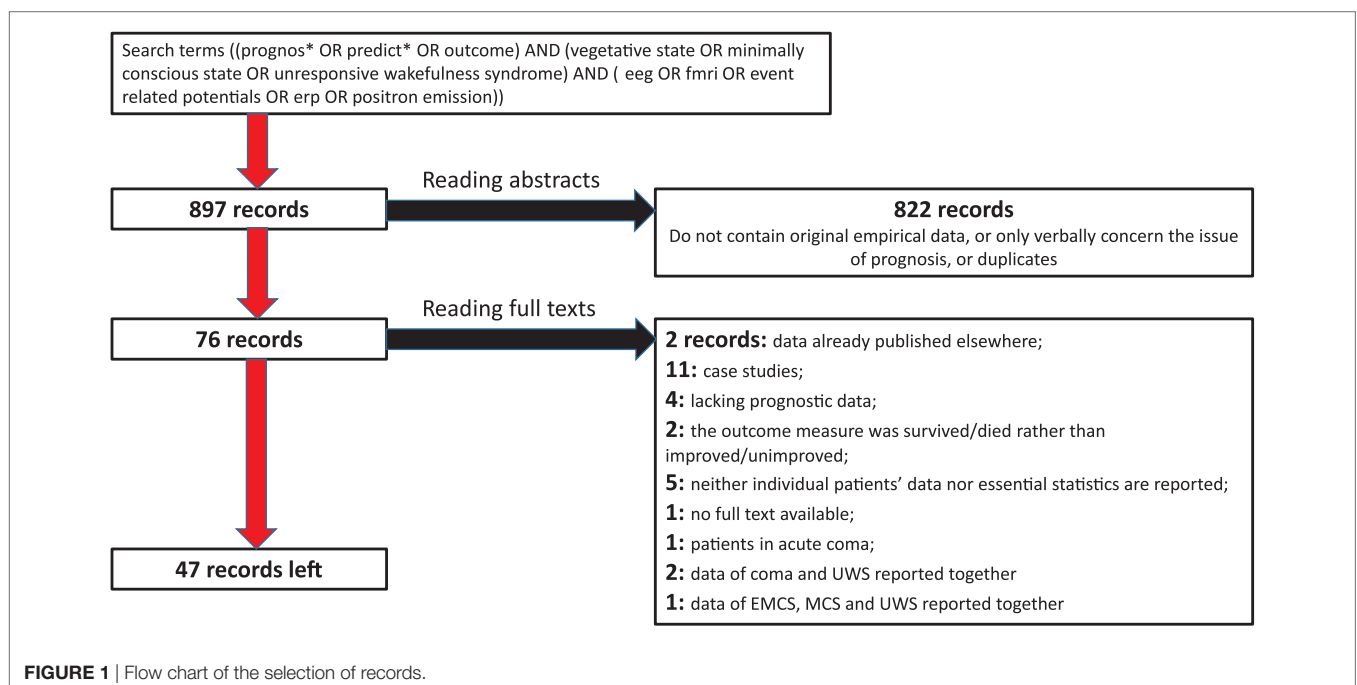 Search terms ((prognos* OR predict* OR outcome) AND (vegetative state OR minimally
conscious state OR unresponsive wakefulness syndrome) AND ( eeg OR fmri OR event
related potentials OR erp OR positron emission))
897 records
Reading abstracts
822 records
Do not contain original empirical data, or only verbally concern the issue
of prognosis, or duplicates
76 records
Reading full texts
2 records: data already published elsewhere;
11: case studies;
4: lacking prognostic data;
2: the outcome measure was survived/died rather than
improved/unimproved;
5: neither individual patients’ data nor essential statistics are reported;
1: no full text available;
1: patients in acute coma;
2: data of coma and UWS reported together
1: data of EMCS, MCS and UWS reported together
47 records left
FIGURE 1 | Flow chart of the selection of records.